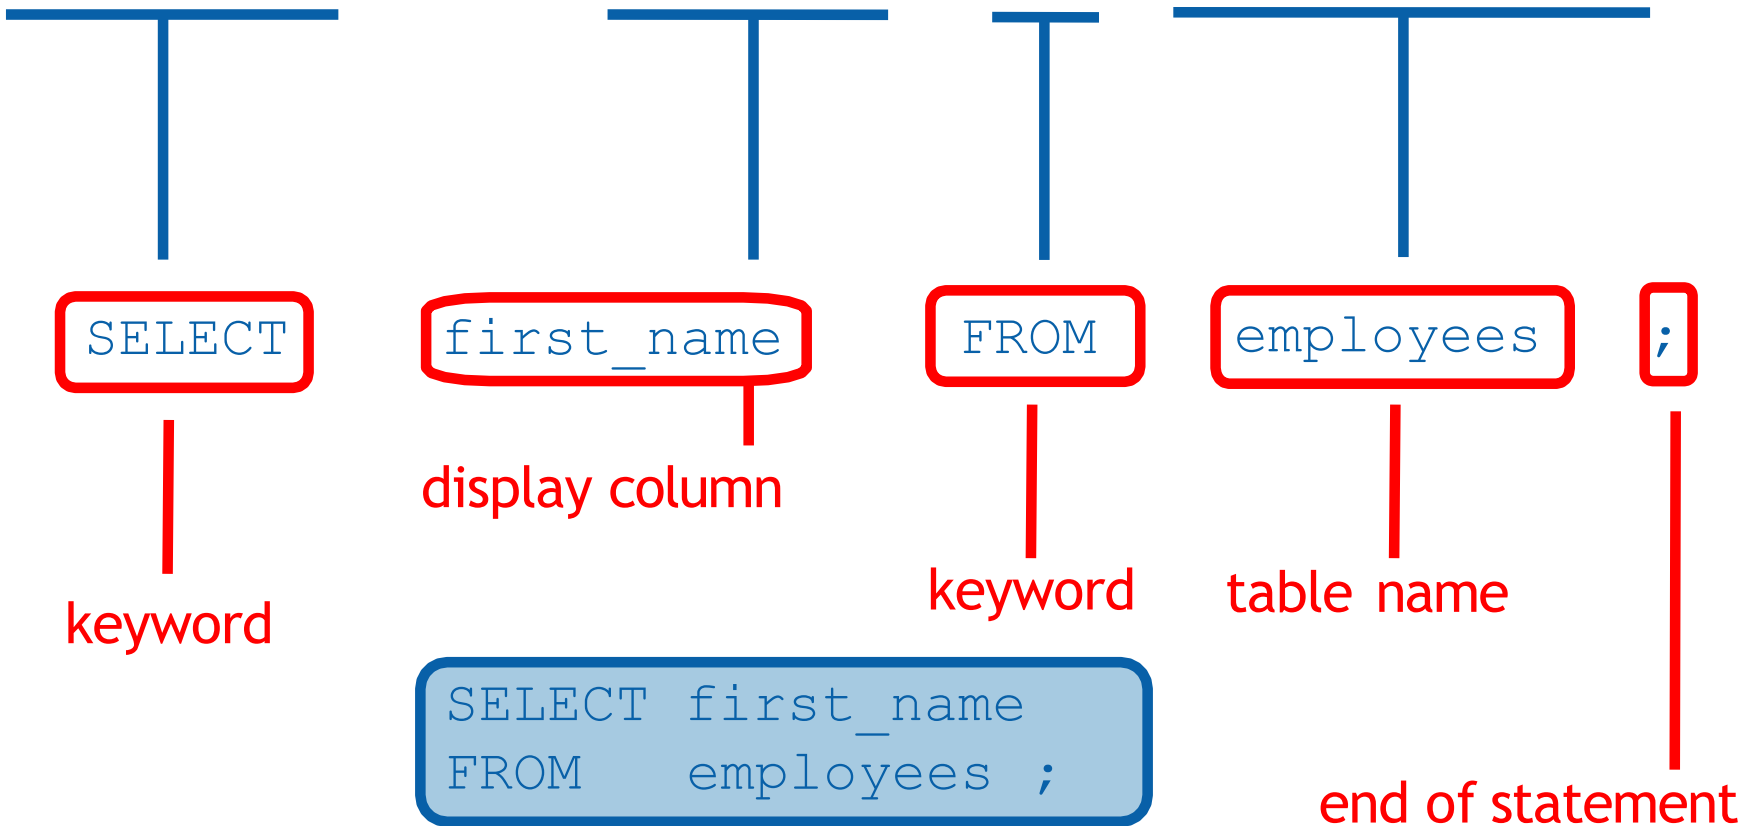 SELECT first_name FROM employees ;
display column
keyword table name
keyword
SELECT first_name
FROM employees ;
end of statement